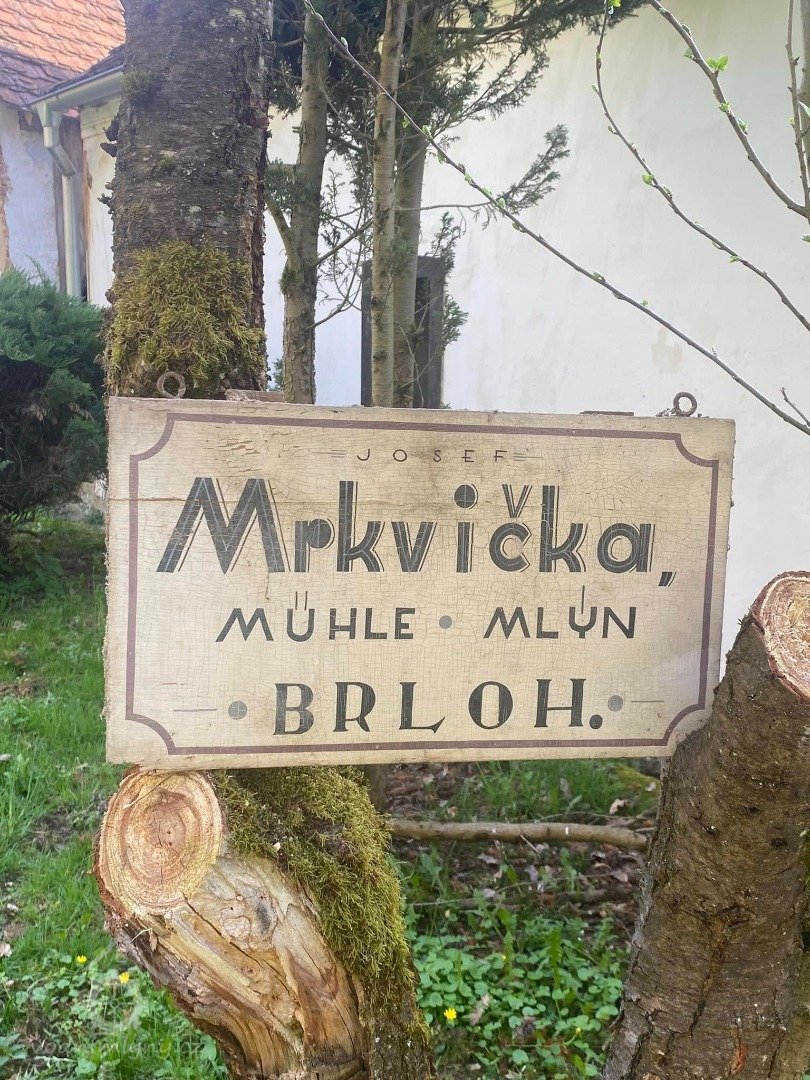 JOSEF
Mrkvička,
MÜHLE • MLÝN
• BRLOH. •